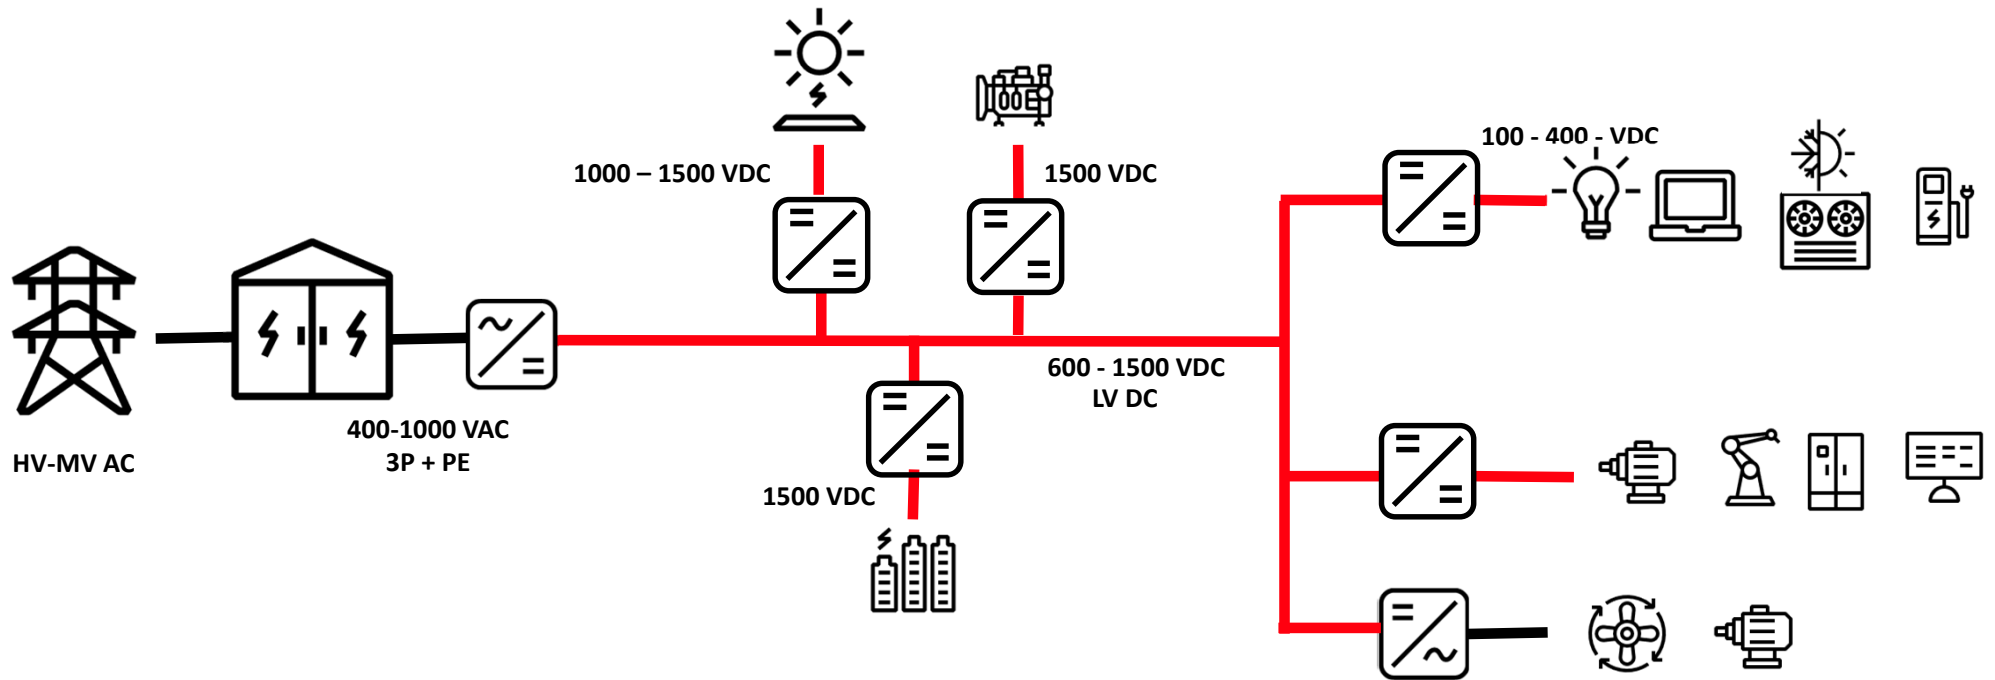 1000 – 1500 VDC
1500 VDC
100 - 400 - VDC
600 - 1500 VDC
LV DC
400-1000 VAC
3P + PE
HV-MV AC
1500 VDC